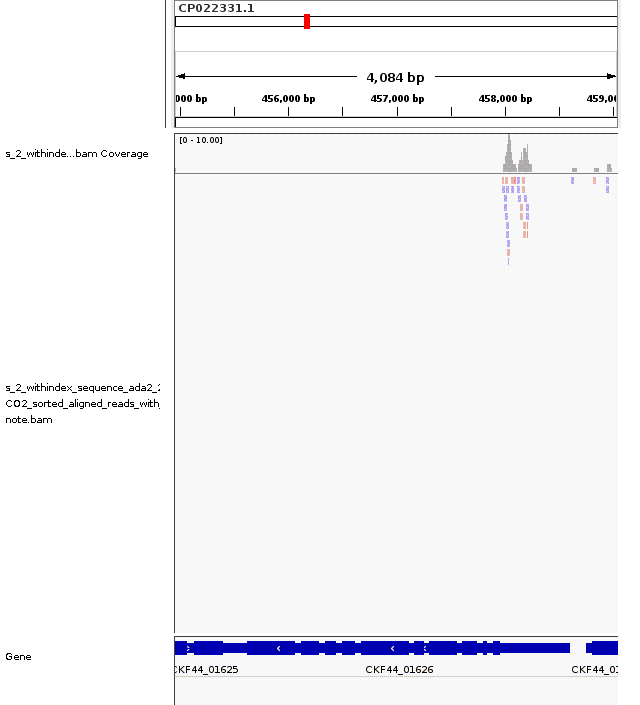 CP022331.1
4,084 bp
000 bp 456,000 bp 457,000 bp 458,000 bp 459,0
[0 - 10.00]
s_2_withinde...bam Coverage
s_2_withindex_sequence_ada2_
CO2_sorted_aligned_reads_with_
note.bam
Gene
CKF44_01625 CKF44_01626 CKF44_0